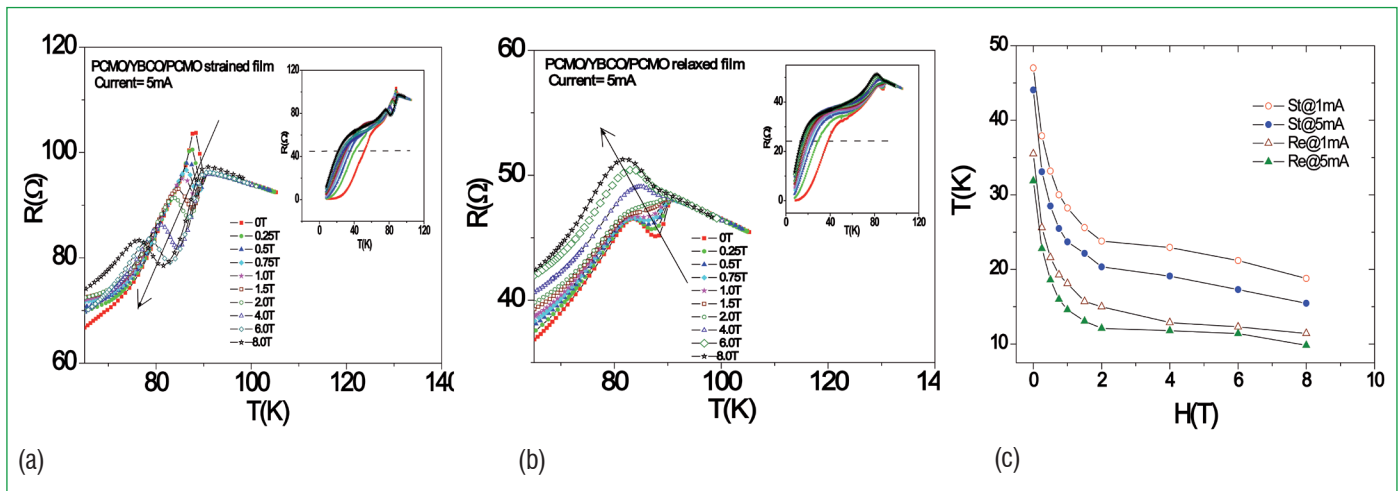 120
100
80
60
R(Ω)
PCMO/YBCO/PCMO strained film
Current= 5mA
120
100
80
60
40
20
0
R(Ω)
0 40 80 120
T(K)
0T
0.25T
0.5T
0.75T
1.0T
1.5T
2.0T
4.0T
6.0T
8.0T
80 100 120 140
T(K)
(a)
60
50
40
R(Ω)
PCMO/YBCO/PCMO relaxed film
Current= 5mA
40
20
0
R(Ω)
0 40 80 120
T(K)
0T
0.25T
0.5T
0.75T
1.0T
1.5T
2.0T
4.0T
6.0T
8.0T
80 100 120 140
T(K)
(b)
50
40
30
20
10
T(K)
St@1mA
St@5mA
Re@1mA
Re@5mA
0 2 4 6 8 10
H(T)
(c)